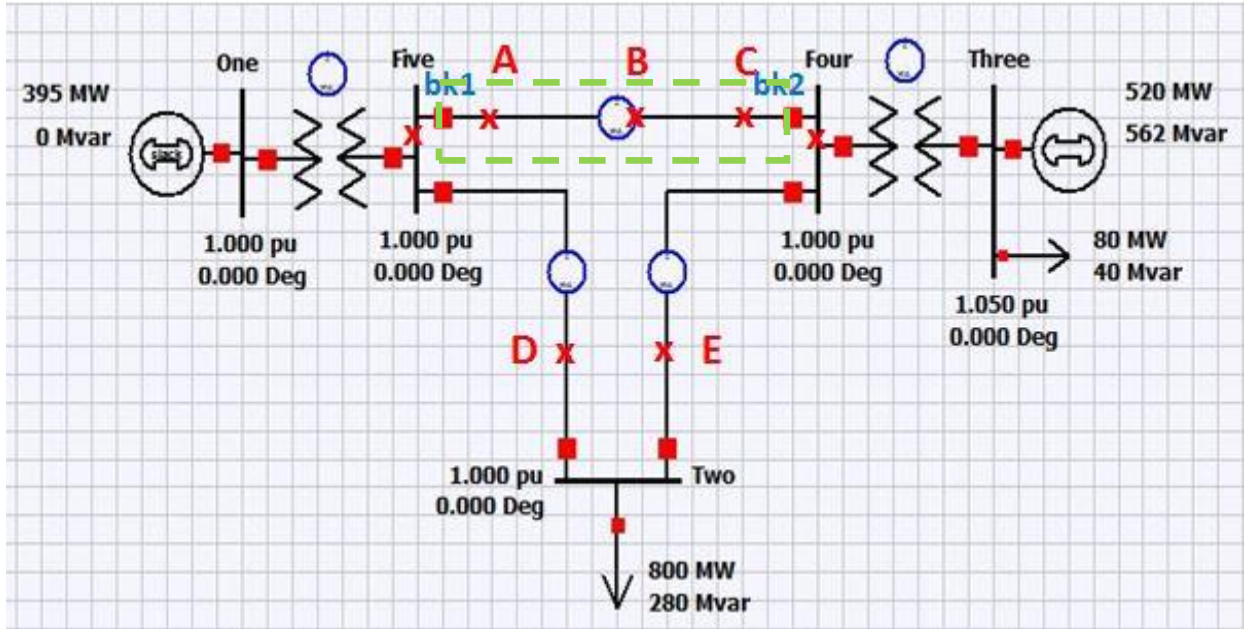 One
Five
A
B
C
Four
Three
bk1
bk2
395 MW
0 Mvar
slack
520 MW
562 Mvar
x
x
x
x
x
1.000 pu
0.000 Deg
1.000 pu
0.000 Deg
1.000 pu
0.000 Deg
80 MW
40 Mvar
1.050 pu
0.000 Deg
D x
x E
1.000 pu
0.000 Deg
Two
800 MW
280 Mvar